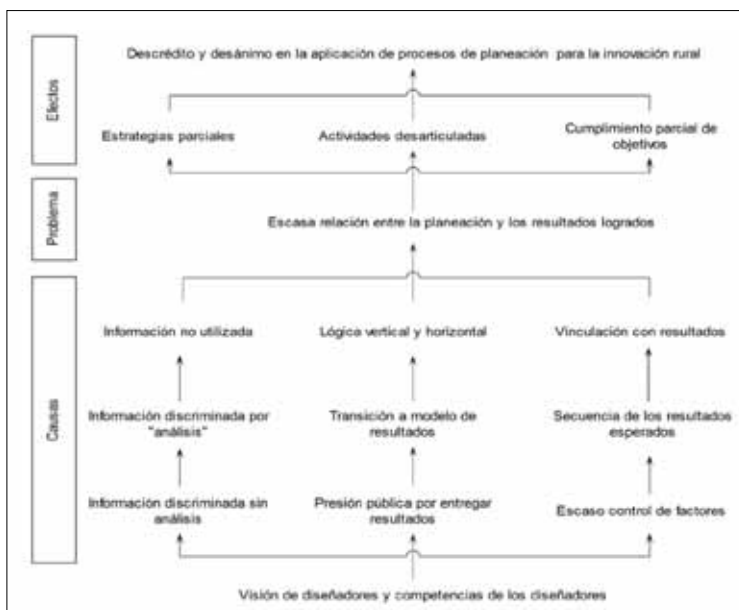 Efectos
Descrédito y desánimo en la aplicación de procesos de planeación para la innovación rural
Estrategias parciales
Actividades desarticuladas
Cumplimiento parcial de
objetivos
Problema
Escasa relación entre la planeación y los resultados logrados
Causas
Información no utilizada
Lógica vertical y horizontal
Vinculación con resultados
Información discriminada por
"análisis"
Transición a modelo de
resultados
Secuencia de los resultados
esperados
Información discriminada sin
análisis
Presión pública por entregar
resultados
Escaso control de factores
Visión de diseñadores y competencias de los diseñadores